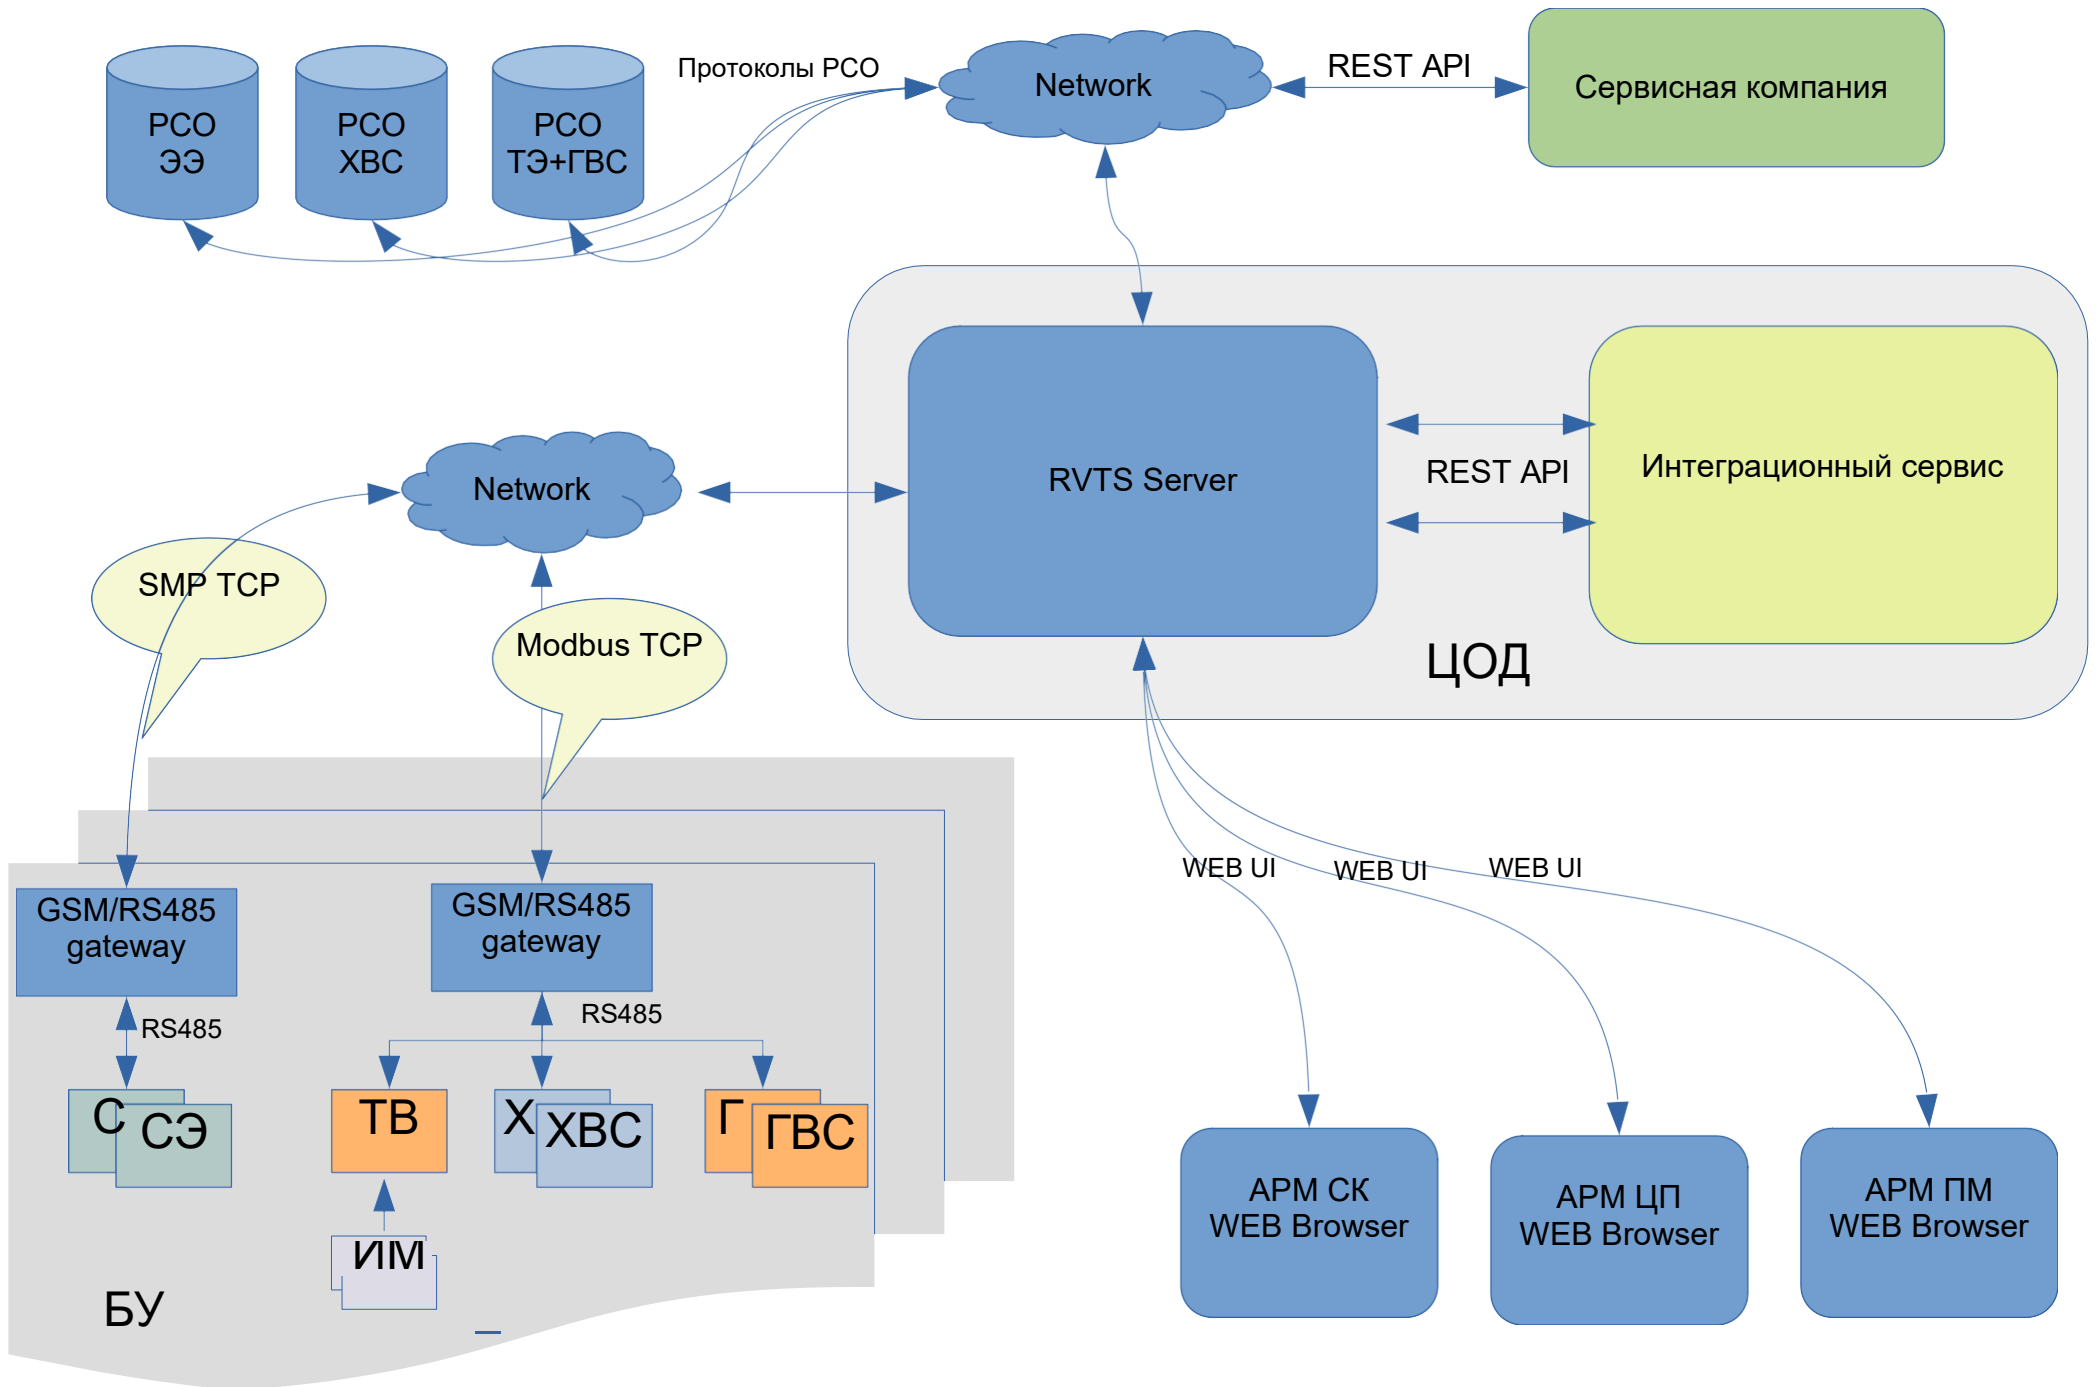 РСО
ЭЭ
РСО
ХВС
РСО
ТЭ+ГВС
Протоколы РСО
Network
REST API
Сервисная компания
Network
RVTS Server
REST API
Интеграционный сервис
ЦОД
SMP TCP
Modbus TCP
GSM/RS485
gateway
GSM/RS485
gateway
RS485
RS485
С
СЭ
ТВ
Х
ХВС
Г
ГВС
ИМ
БУ
WEB UI
WEB UI
WEB UI
АРМ СК
WEB Browser
АРМ ЦП
WEB Browser
АРМ ПМ
WEB Browser